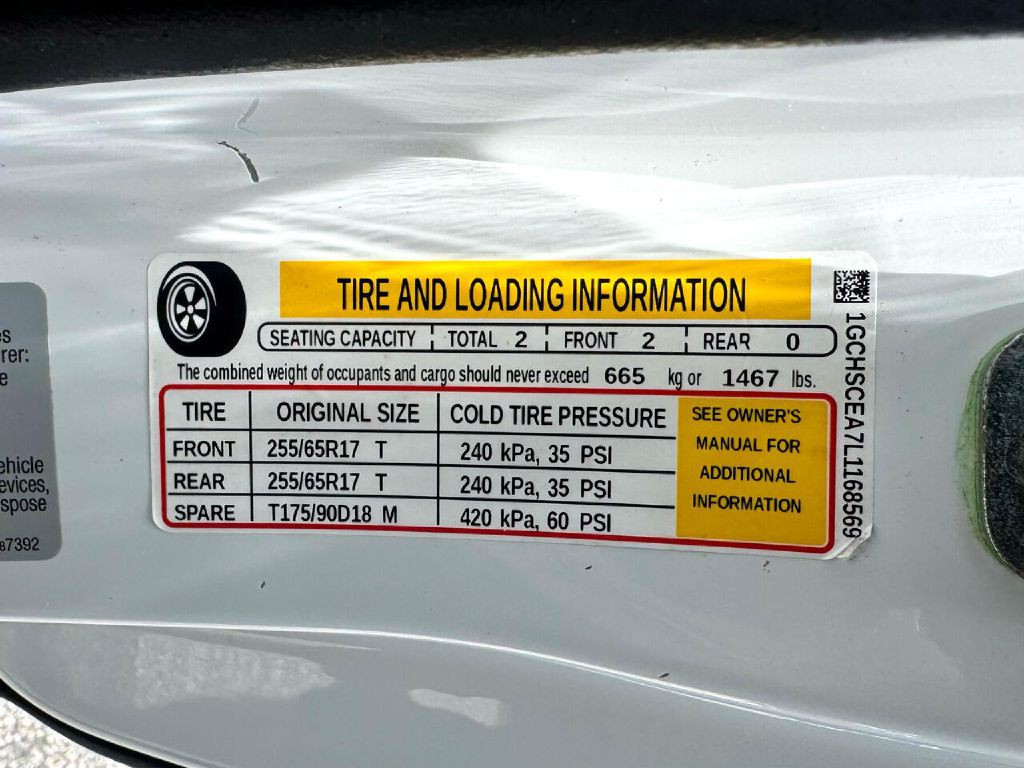 TIRE AND LOADING INFORMATION
SEATING CAPACITY TOTAL 2 FRONT 2 REAR 0
The combined weight of occupants and cargo should never exceed 665 kg or 1467 lbs.
TIRE ORIGINAL SIZE COLD TIRE PRESSURE
FRONT 255/65R17 T 240 kPa, 35 PSI
REAR 255/65R17 T 240 kPa, 35 PSI
SPARE T175/90D18 M 420 kPa, 60 PSI
SEE OWNER'S
MANUAL FOR
ADDITIONAL
INFORMATION
1GCHSCEA7L1168569
rer:
ehicle
evices,
spose
87392